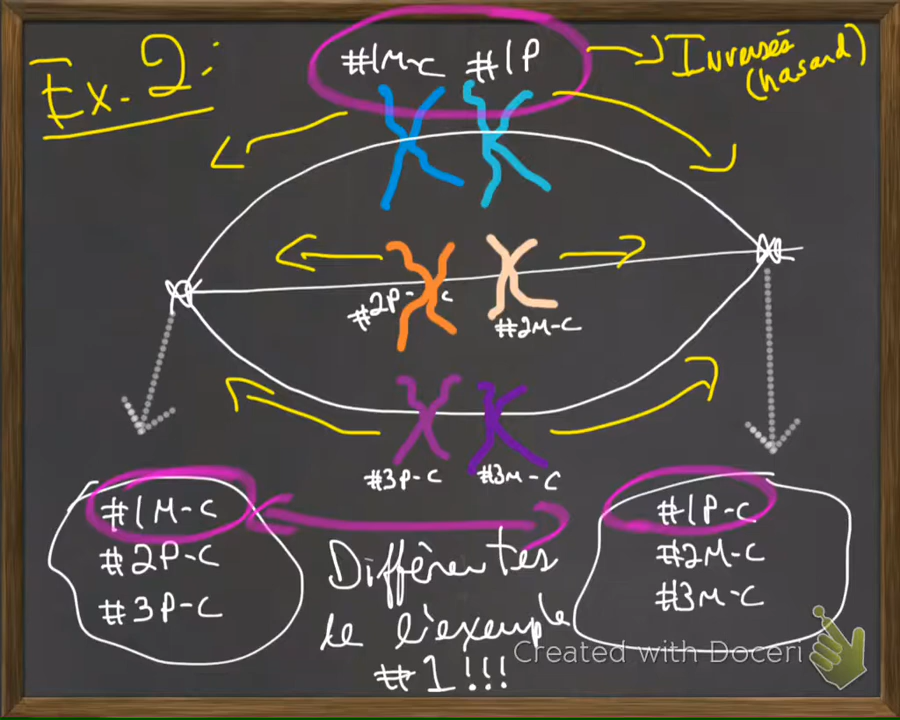 Ex. 2:
#1M-C #1P
Inversés
(hasard)
#2P-C
#2M-C
#3P-C
#3M-C
#1M-C
#2P-C
#3P-C
#1P-C
#2M-C
#3M-C
Différentes
de l'exemple
#1!!!
Created with Doceri